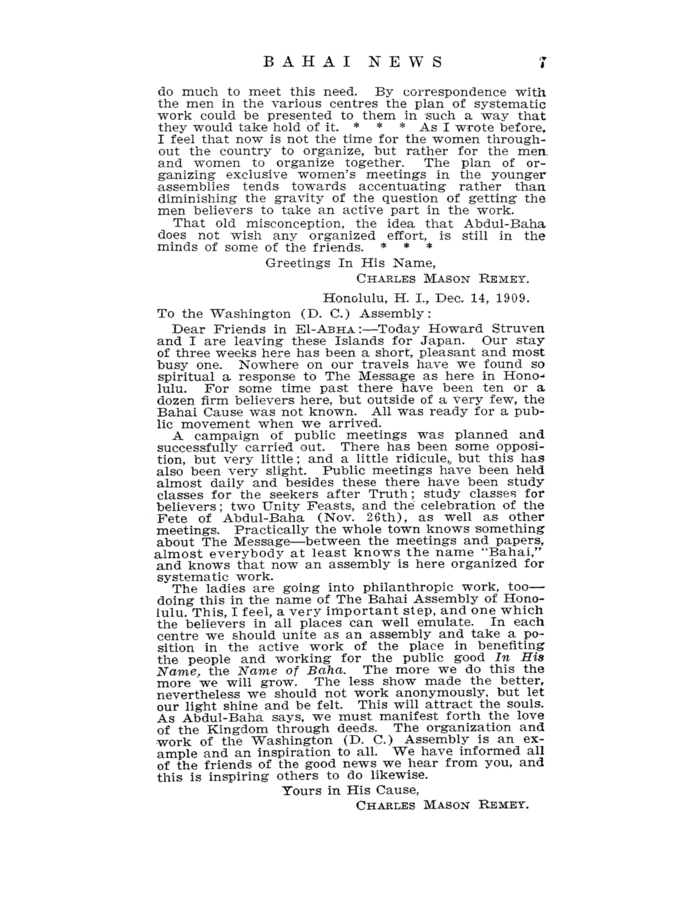 BAHAI NEWS 7
do much to meet this need. By correspondence with
the men in the various centres the plan of systematic
work could be presented to them in such a way that
they would take hold of it. * * * As I wrote before,
I feel that now is not the time for the women through-
out the country to organize, but rather for the men
and women to organize together. The plan of or-
ganizing exclusive women's meetings in the younger
assemblies tends towards accentuating rather than
diminishing the gravity of the question of getting the
men believers to take an active part in the work.
That old misconception, the idea that Abdul-Baha
does not wish any organized effort, is still in the
minds of some of the friends. * * *
Greetings In His Name,
CHARLES MASON REMEY.
Honolulu, H. I., Dec. 14, 1909.
To the Washington (D. C.) Assembly:
Dear Friends in El-ABHA:—Today Howard Struven
and I are leaving these Islands for Japan. Our stay
of three weeks here has been a short, pleasant and most
busy one. Nowhere on our travels have we found so
spiritual a response to The Message as here in Hono-
lulu. For some time past there have been ten or a
dozen firm believers here, but outside of a very few, the
Bahai Cause was not known. All was ready for a pub-
lic movement when we arrived.
A campaign of public meetings was planned and
successfully carried out. There has been some opposi-
tion, but very little; and a little ridicule, but this has
also been very slight. Public meetings have been held
almost daily and besides these there have been study
classes for the seekers after Truth; study classes for
believers; two Unity Feasts, and the celebration of the
Fete of Abdul-Baha (Nov. 26th), as well as other
meetings. Practically the whole town knows something
about The Message—between the meetings and papers,
almost everybody at least knows the name "Bahai,"
and knows that now an assembly is here organized for
systematic work.
The ladies are going into philanthropic work, too—
doing this in the name of The Bahai Assembly of Hono-
lulu. This, I feel, a very important step, and one which
the believers in all places can well emulate. In each
centre we should unite as an assembly and take a po-
sition in the active work of the place in benefiting
the people and working for the public good In His
Name, the Name of Baha. The more we do this the
more we will grow. The less show made the better,
nevertheless we should not work anonymously, but let
our light shine and be felt. This will attract the souls.
As Abdul-Baha says, we must manifest forth the love
of the Kingdom through deeds. The organization and
work of the Washington (D. C.) Assembly is an ex-
ample and an inspiration to all. We have informed all
of the friends of the good news we hear from you, and
this is inspiring others to do likewise.
Yours in His Cause,
CHARLES MASON REMEY.